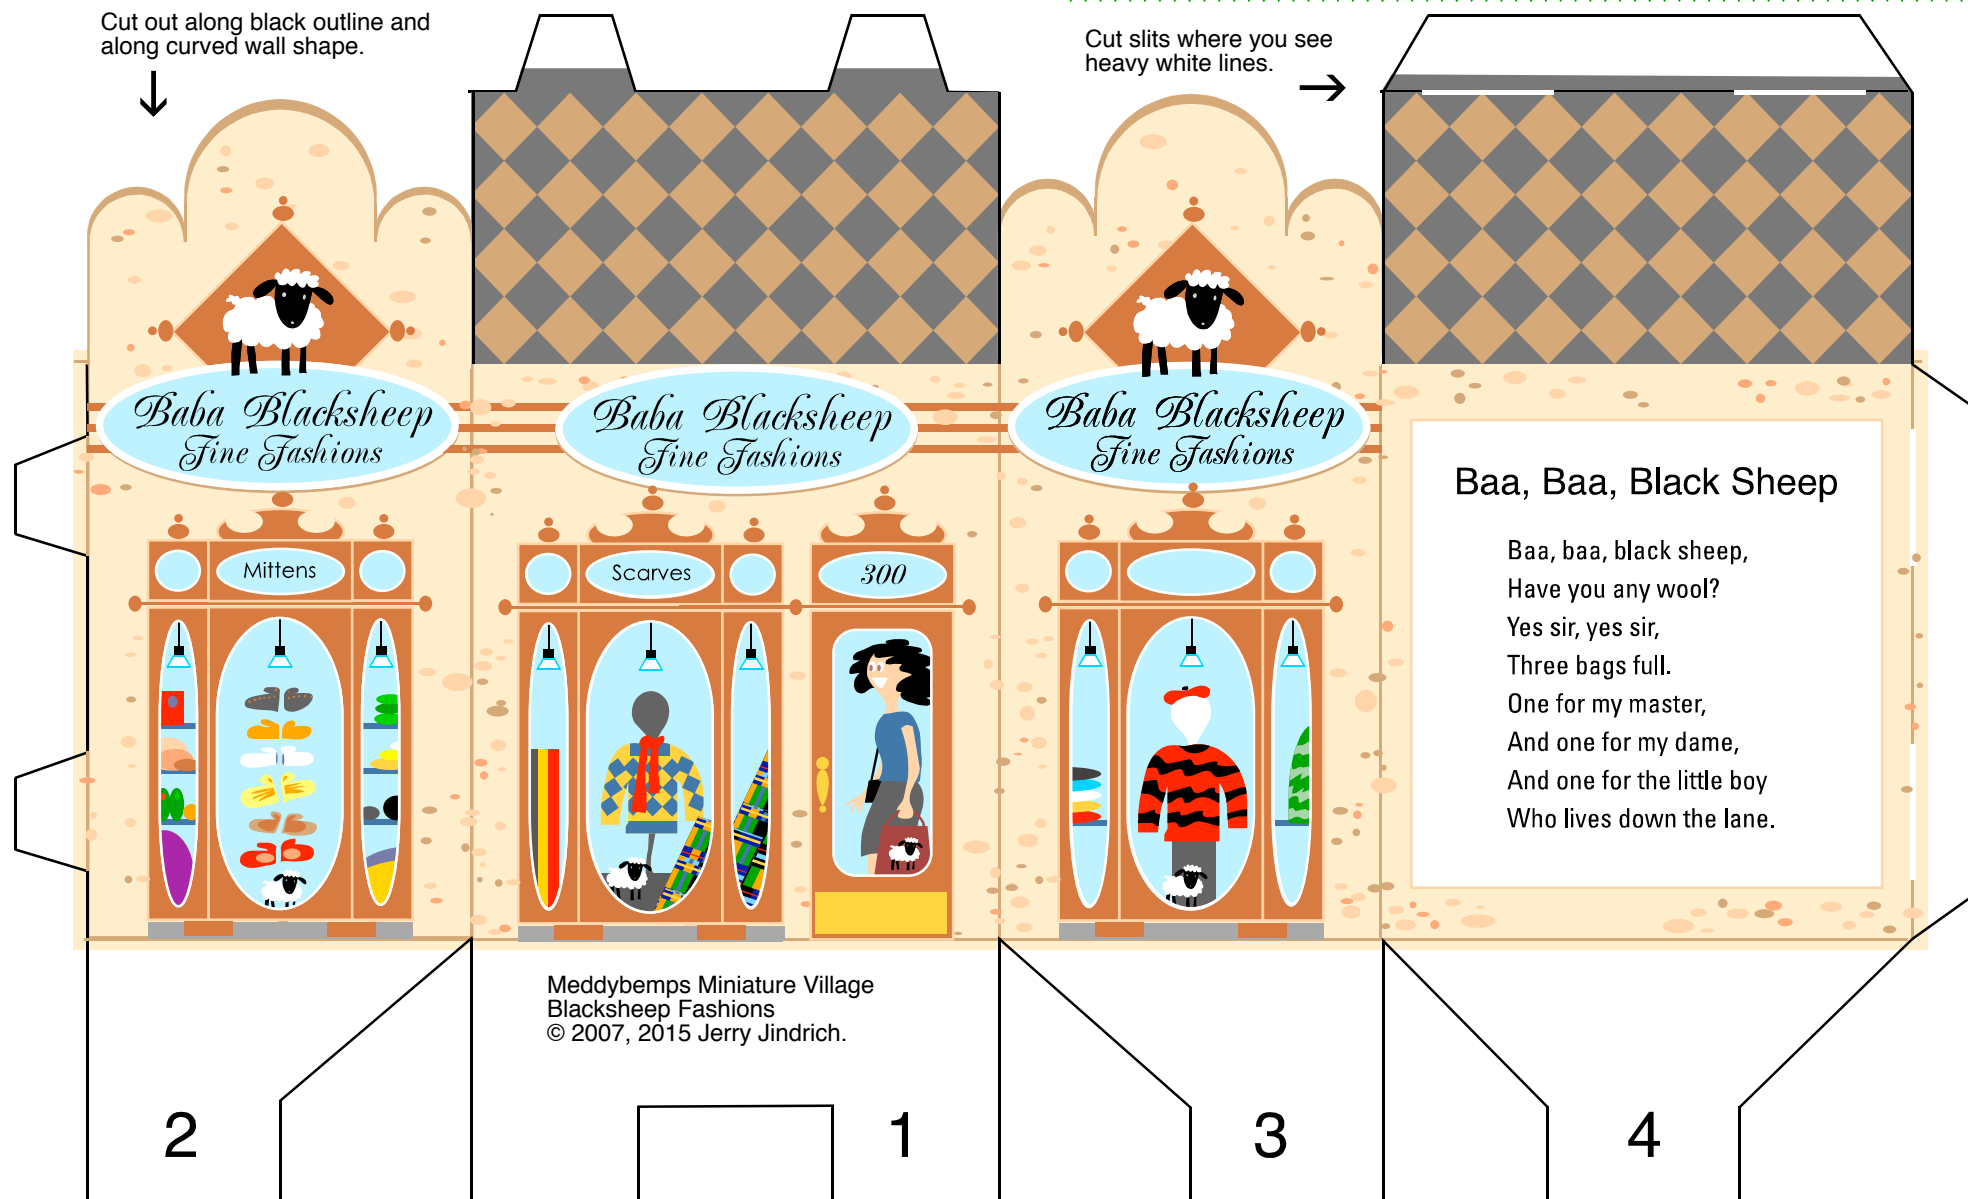 Cut out along black outline and
along curved wall shape.
Cut slits where you see
heavy white lines.
Baba Blacksheep
Fine Fashions
Baba Blacksheep
Fine Fashions
Baba Blacksheep
Fine Fashions
Mittens
Scarves
300
Baa, Baa, Black Sheep
Baa, baa, black sheep,
Have you any wool?
Yes sir, yes sir,
Three bags full.
One for my master,
And one for my dame,
And one for the little boy
Who lives down the lane.
Meddybemps Miniature Village
Blacksheep Fashions
© 2007, 2015 Jerry Jindrich.
2
1
3
4